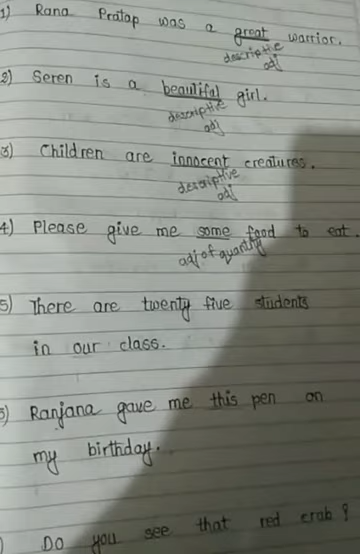 1) Rana Pratap was a great warrior.
descriptive
adj
2) Seren is a beautiful girl.
descriptive
adj
3) Children are innocent creatures.
descriptive
adj
4) Please give me some food to eat.
adj of quantity
5) There are twenty five students
in our class.
6) Ranjana gave me this pen on
my birthday.
) Do you see that red crab?